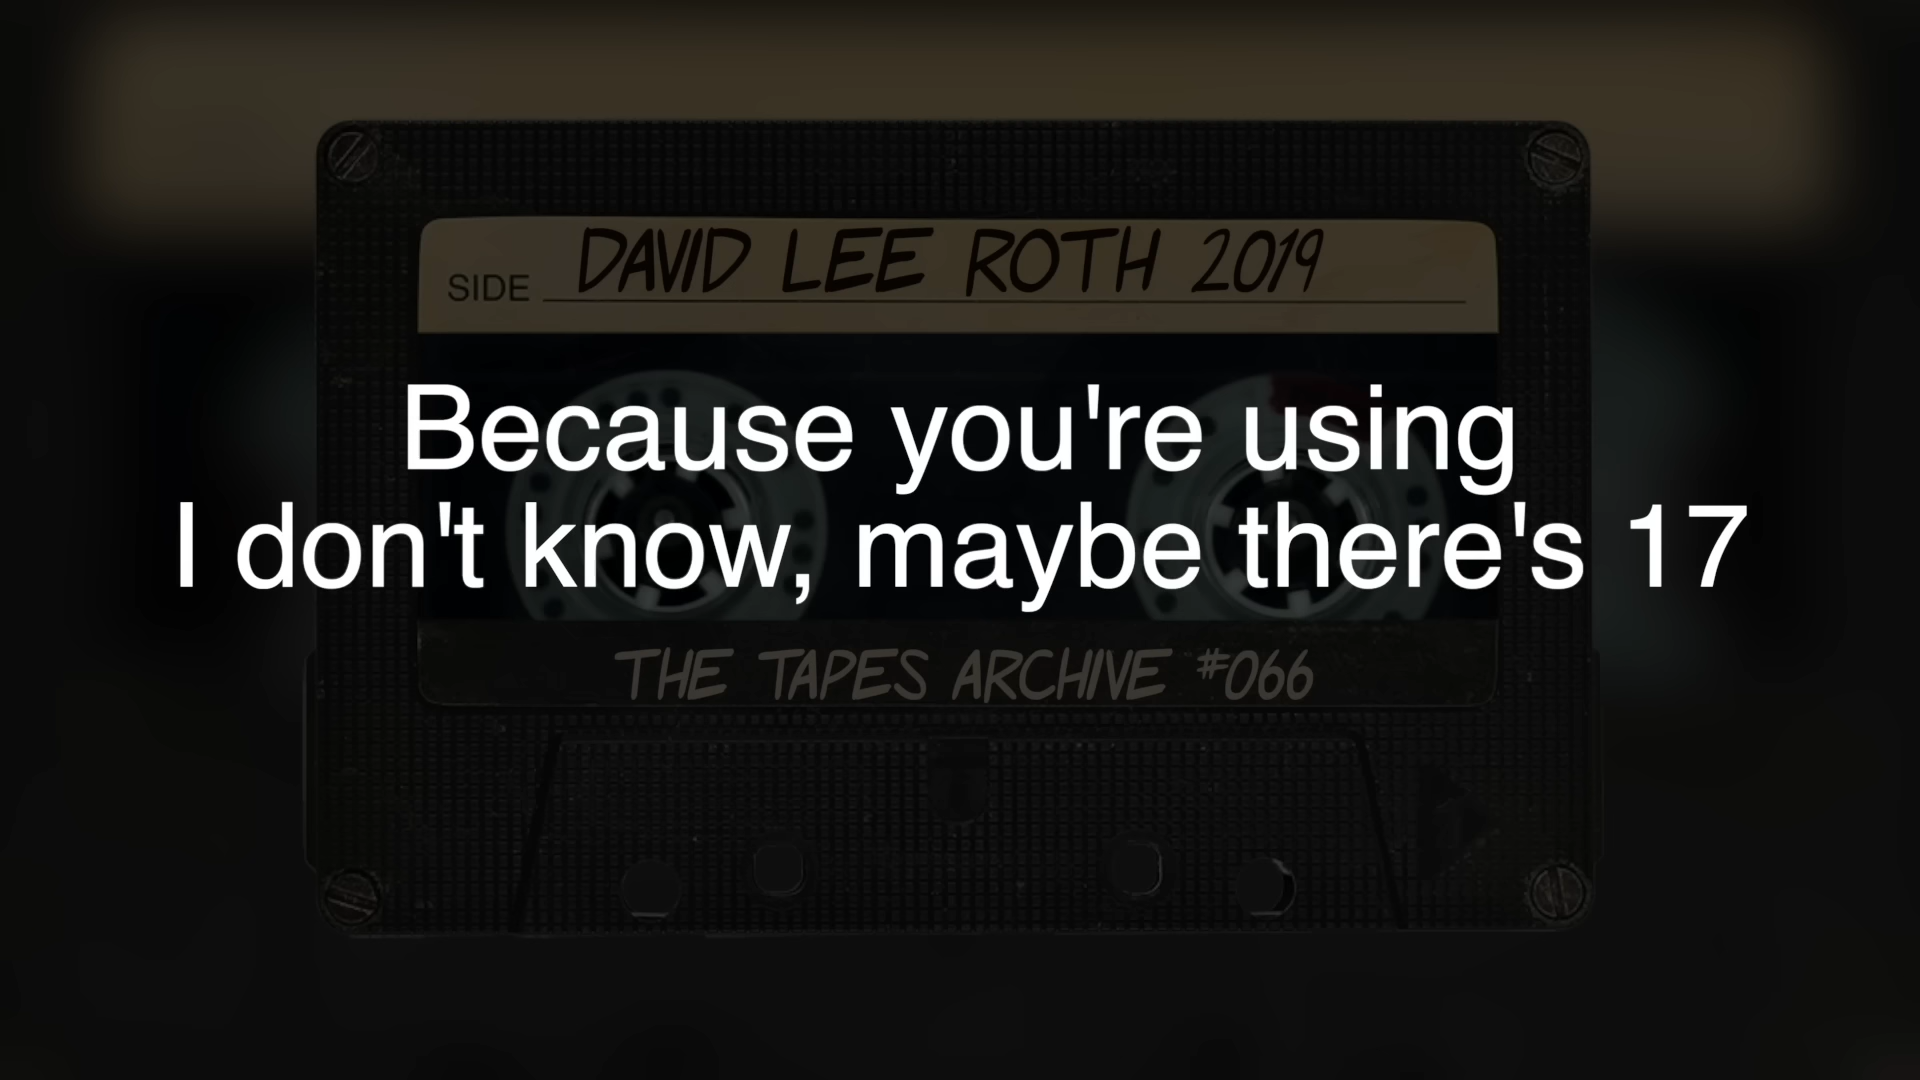 SIDE DAVID LEE ROTH 2019
Because you're using
I don't know, maybe there's 17
THE TAPES ARCHIVE #066